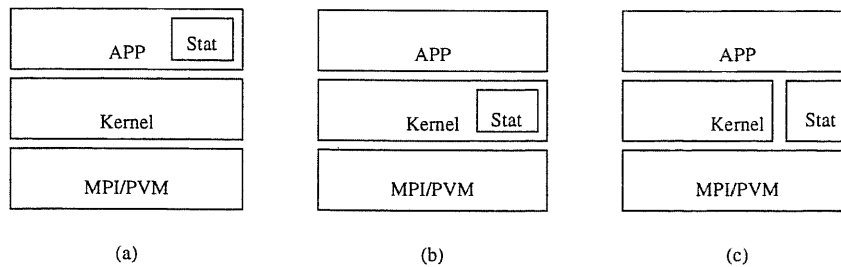 APP Stat
Kernel
MPI/PVM
(a)
APP
Kernel Stat
MPI/PVM
(b)
APP
Kernel Stat
MPI/PVM
(c)